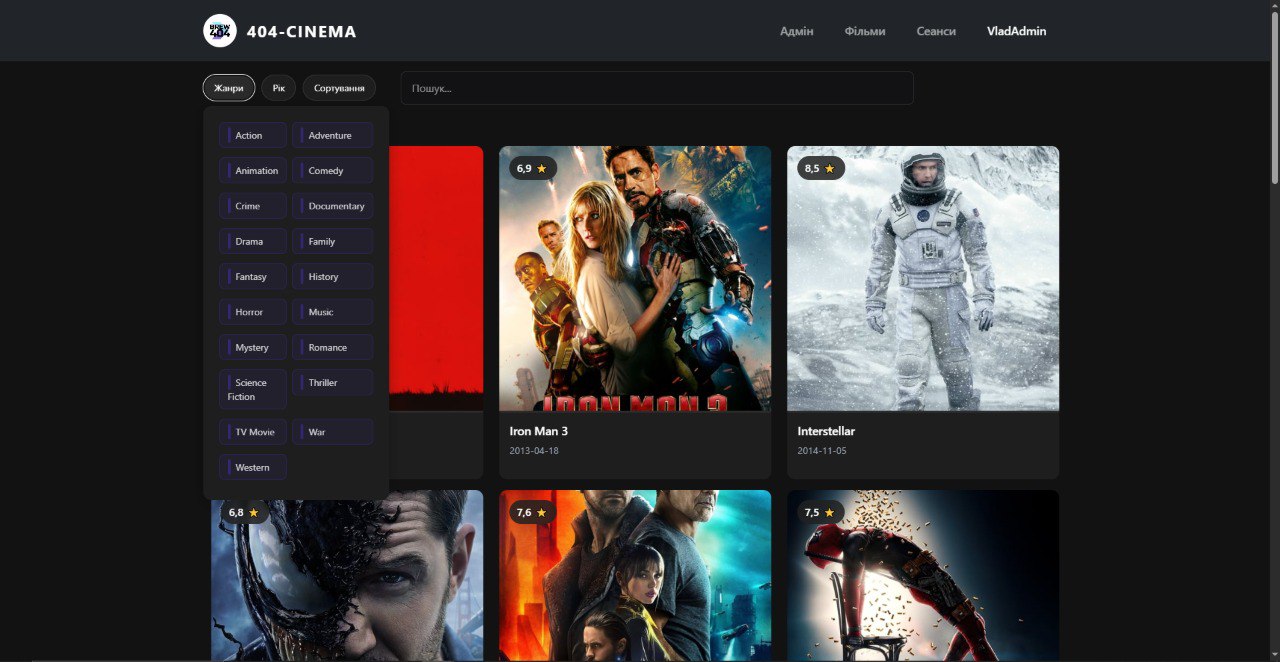 BREW
404
404-CINEMA
Адмін
Фільми
Сеанси
VladAdmin
Жанри
Рік
Сортування
Пошук...
Action
Adventure
Animation
Comedy
Crime
Documentary
Drama
Family
Fantasy
History
Horror
Music
Mystery
Romance
Science
Fiction
Thriller
TV Movie
War
Western
6,9
8,5
IRON MAN 3
Iron Man 3
2013-04-18
Interstellar
2014-11-05
6,8
7,6
7,5